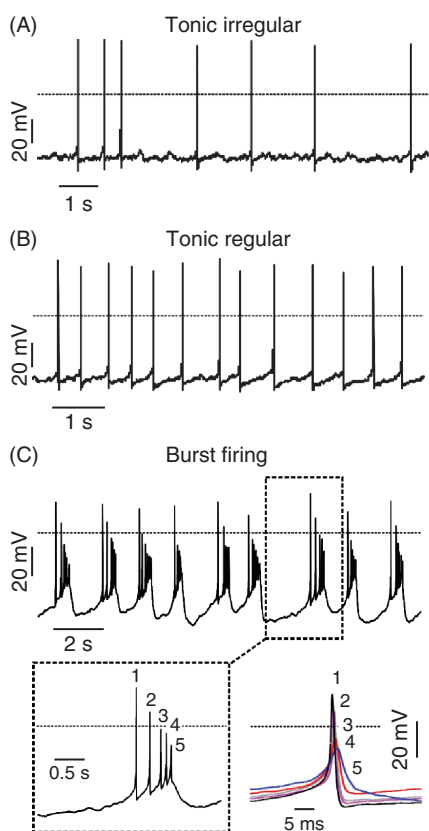 (A) Tonic irregular
20 mV
1 s
(B) Tonic regular
20 mV
1 s
(C) Burst firing
20 mV
2 s
1
2
3
4
5
0.5 s
1
2
3
4
5
20 mV
5 ms